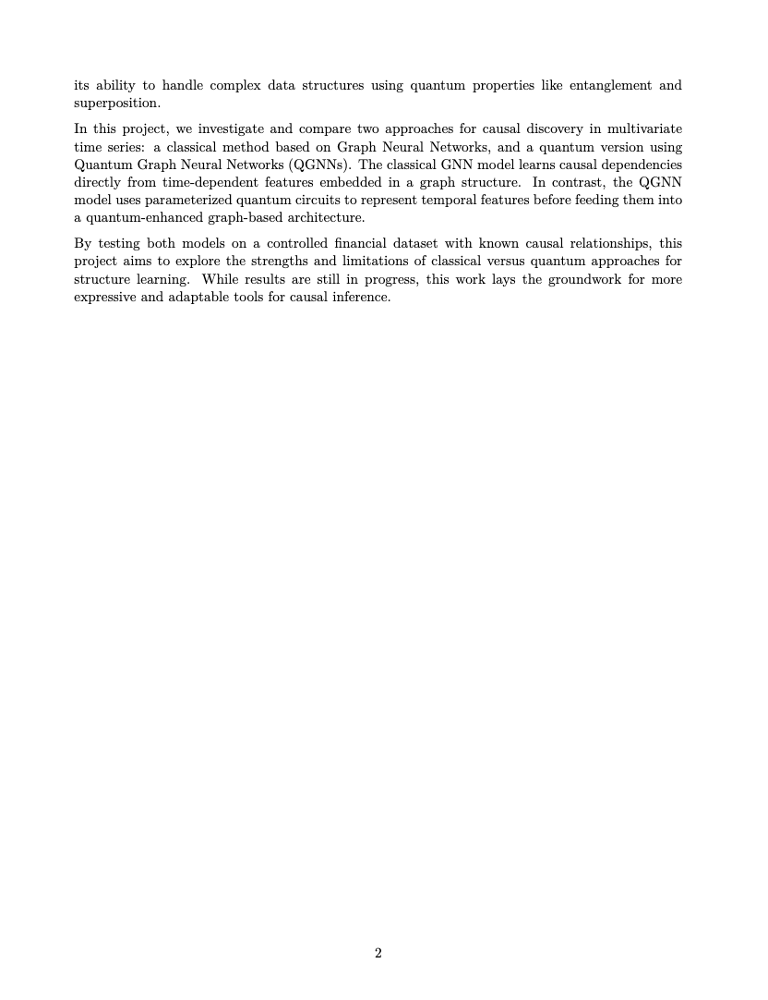 its ability to handle complex data structures using quantum properties like entanglement and
superposition.
In this project, we investigate and compare two approaches for causal discovery in multivariate
time series: a classical method based on Graph Neural Networks, and a quantum version using
Quantum Graph Neural Networks (QGNNs). The classical GNN model learns causal dependencies
directly from time-dependent features embedded in a graph structure. In contrast, the QGNN
model uses parameterized quantum circuits to represent temporal features before feeding them into
a quantum-enhanced graph-based architecture.
By testing both models on a controlled financial dataset with known causal relationships, this
project aims to explore the strengths and limitations of classical versus quantum approaches for
structure learning. While results are still in progress, this work lays the groundwork for more
expressive and adaptable tools for causal inference.
2